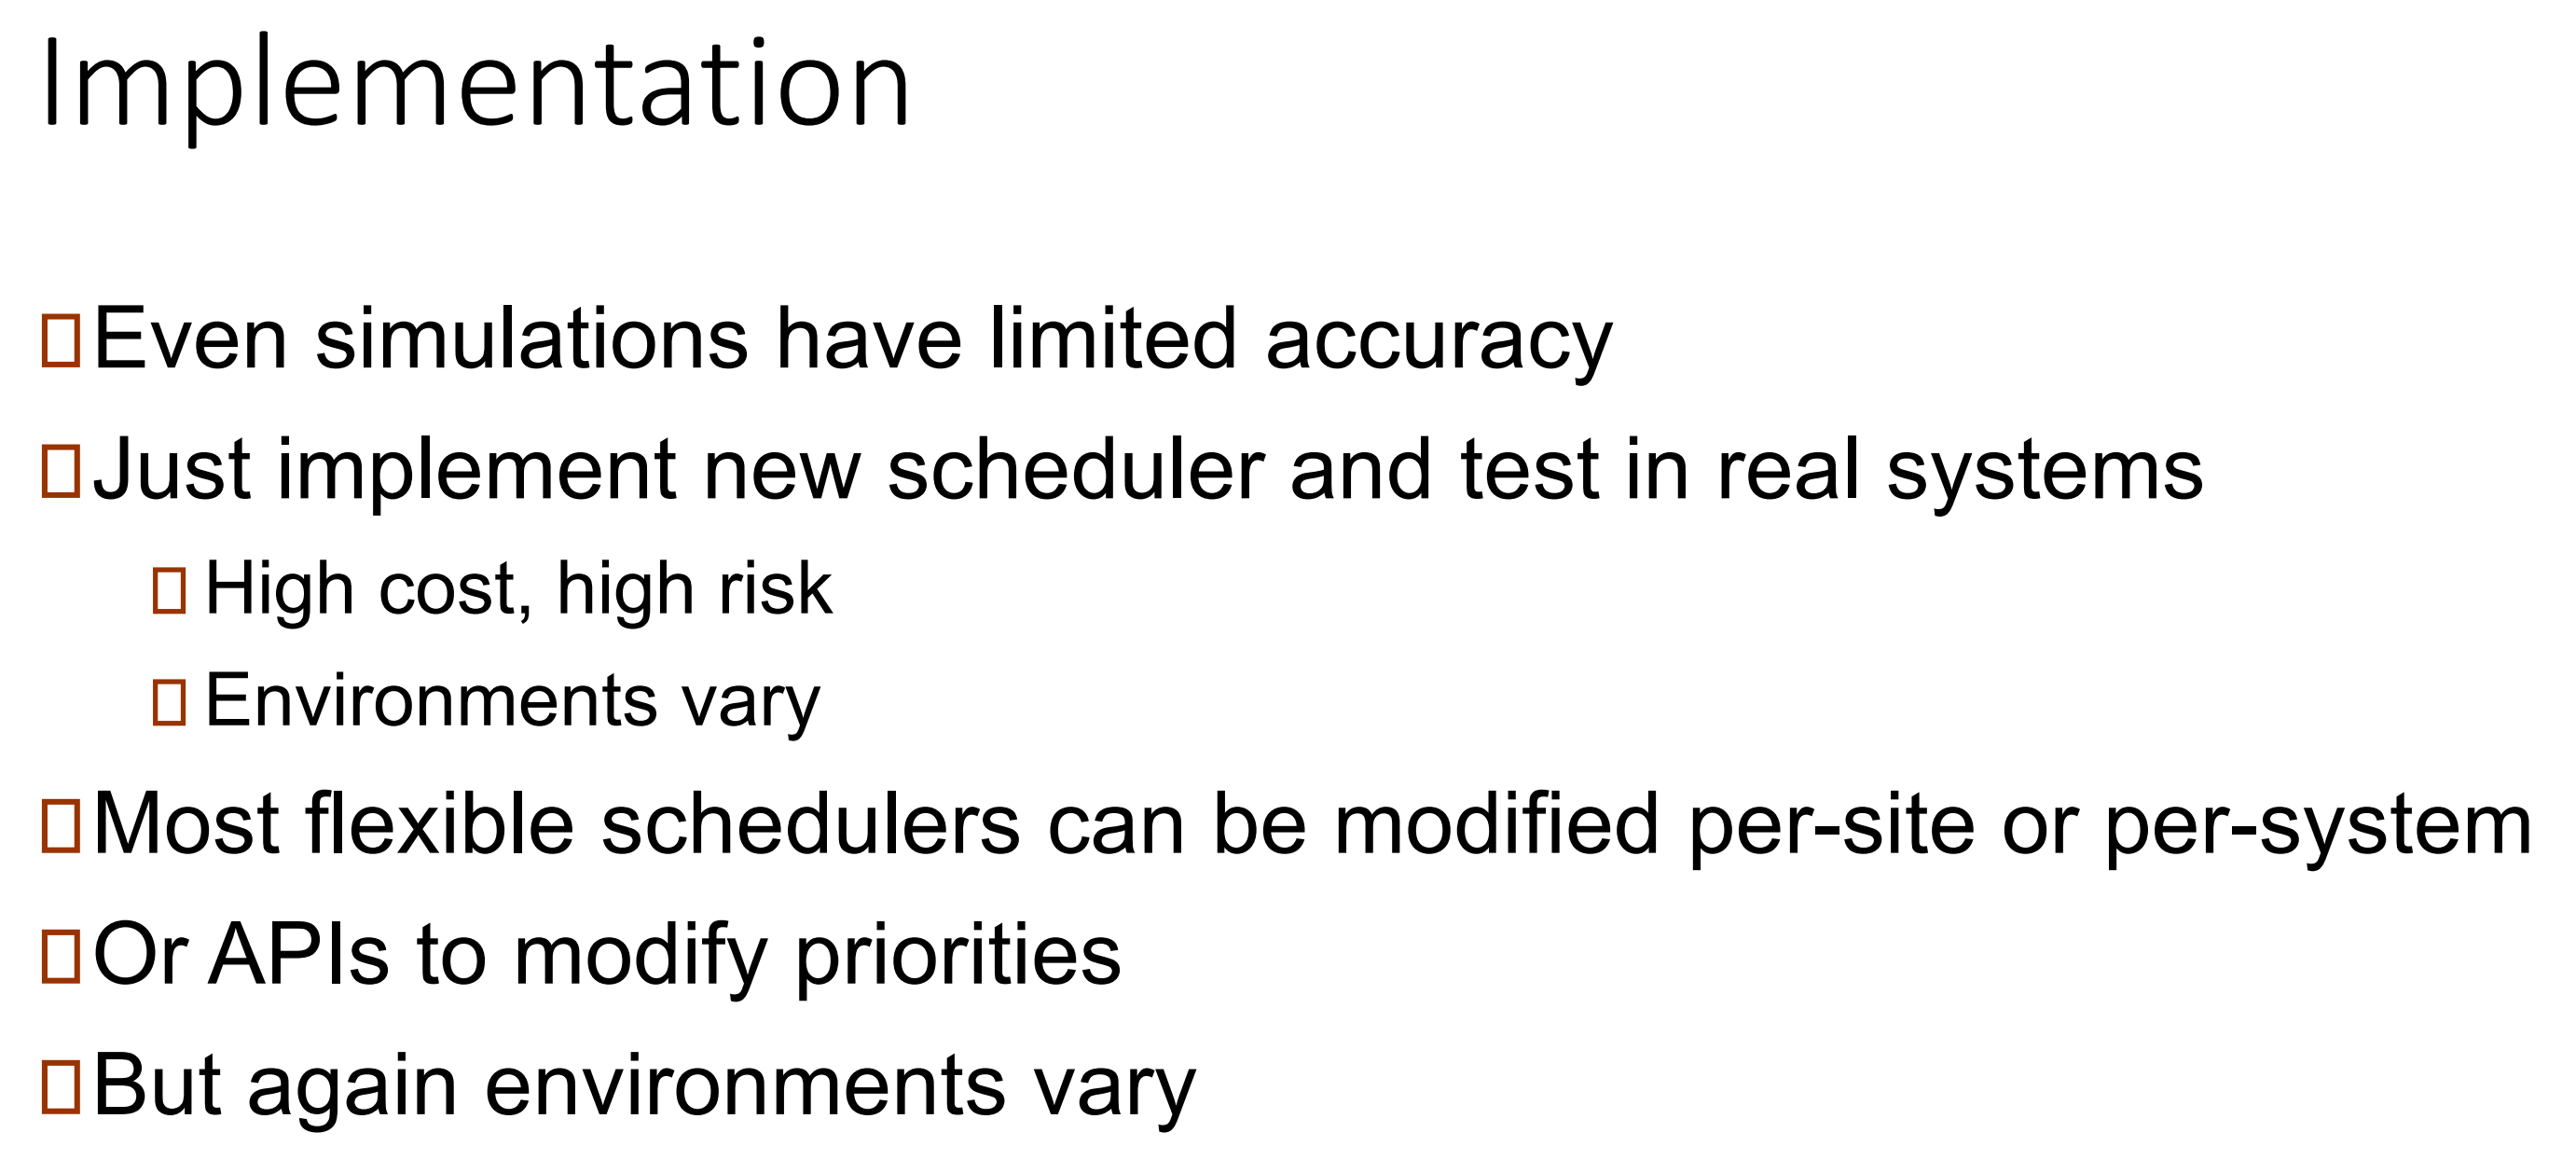 Implementation
Even simulations have limited accuracy
Just implement new scheduler and test in real systems
High cost, high risk
Environments vary
Most flexible schedulers can be modified per-site or per-system
Or APIs to modify priorities
But again environments vary